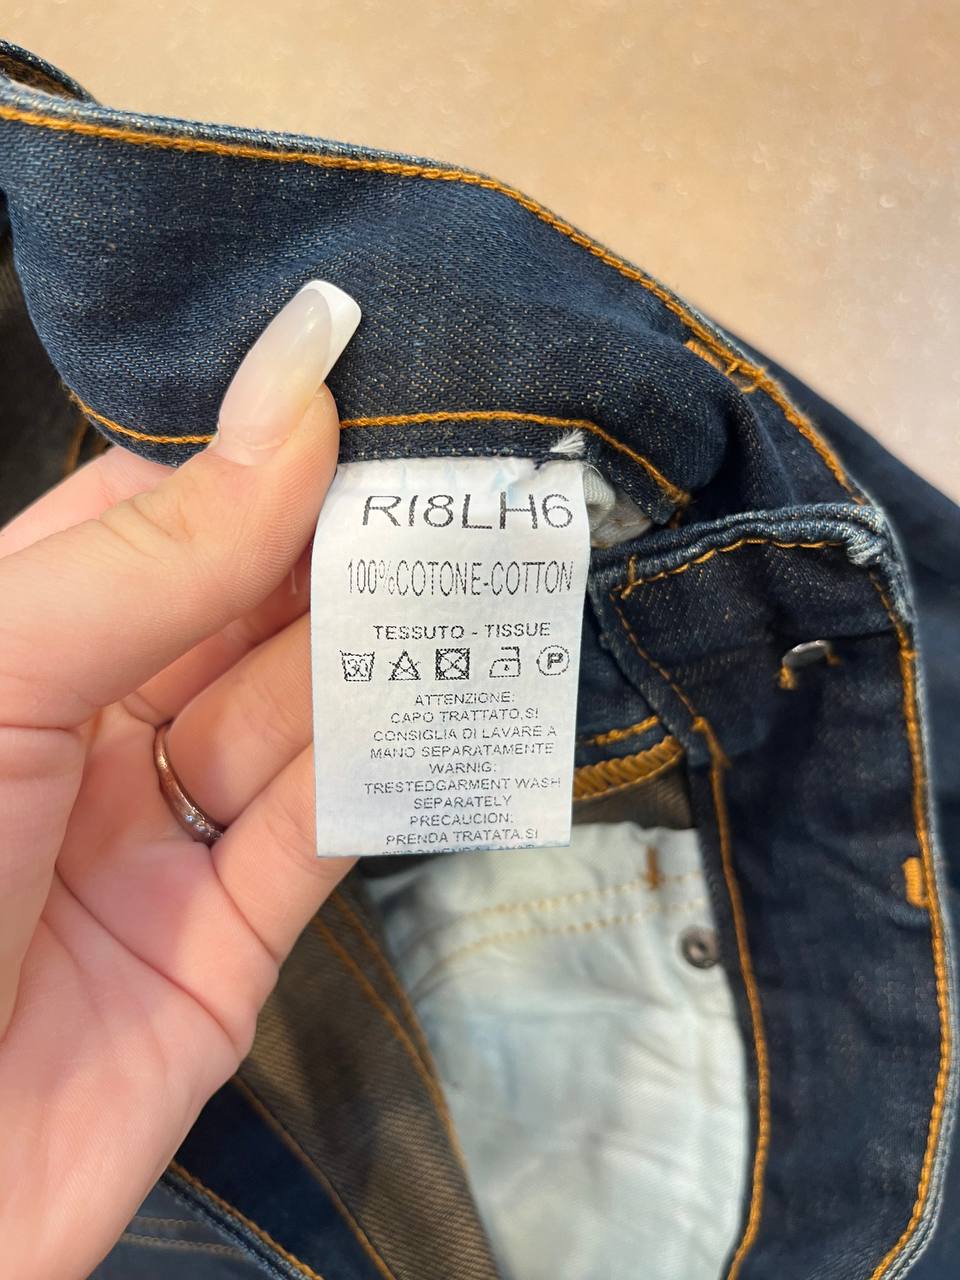 RI8LH6
100%COTONE-COTTON
TESSUTO - TISSUE
30 P
ATTENZIONE:
CAPO TRATTATO,SI
CONSIGLIA DI LAVARE A
MANO SEPARATAMENTE
WARNIG:
TRESTEDGARMENT WASH
SEPARATELY
PRECAUCION:
PRENDA TRATATA,SI